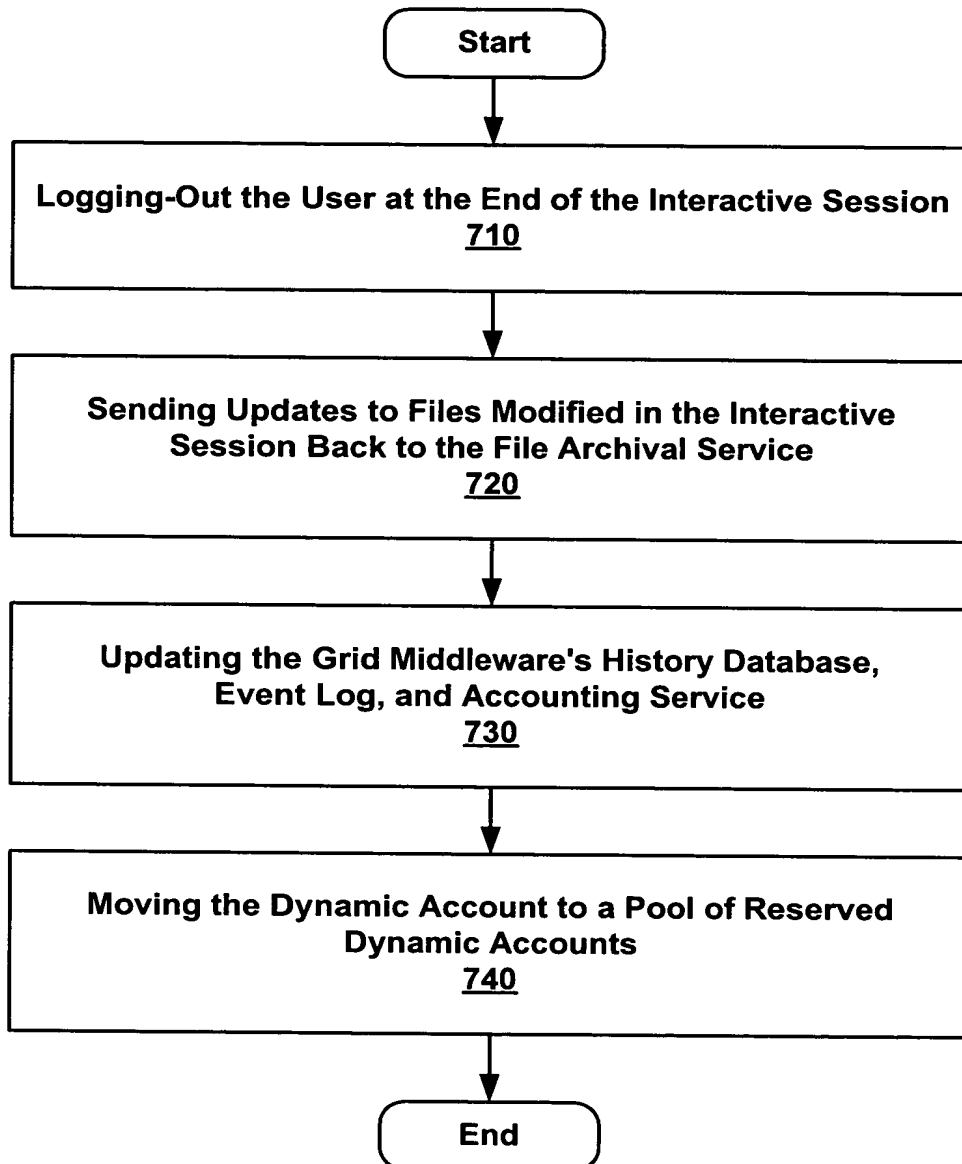 Start
Logging-Out the User at the End of the Interactive Session
710
Sending Updates to Files Modified in the Interactive
Session Back to the File Archival Service
720
Updating the Grid Middleware's History Database,
Event Log, and Accounting Service
730
Moving the Dynamic Account to a Pool of Reserved
Dynamic Accounts
740
End